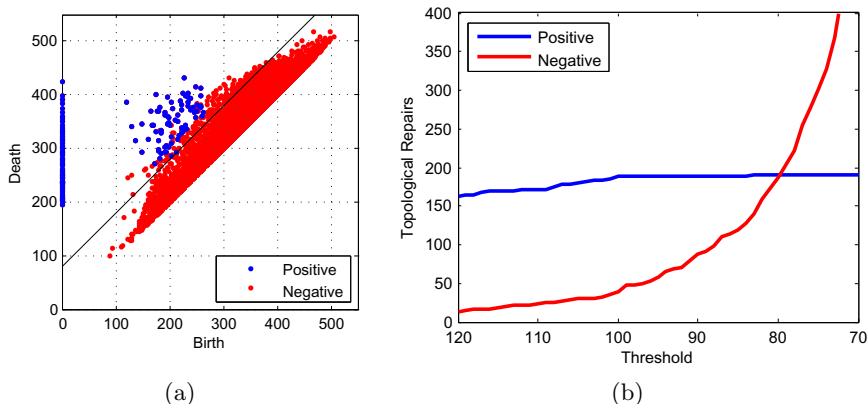 500
400
300
200
100
0
Death
0 100 200 300 400 500
Birth
Positive
Negative
(a)
400
350
300
250
200
150
100
50
0
Topological Repairs
120 110 100 90 80 70
Threshold
Positive
Negative
(b)